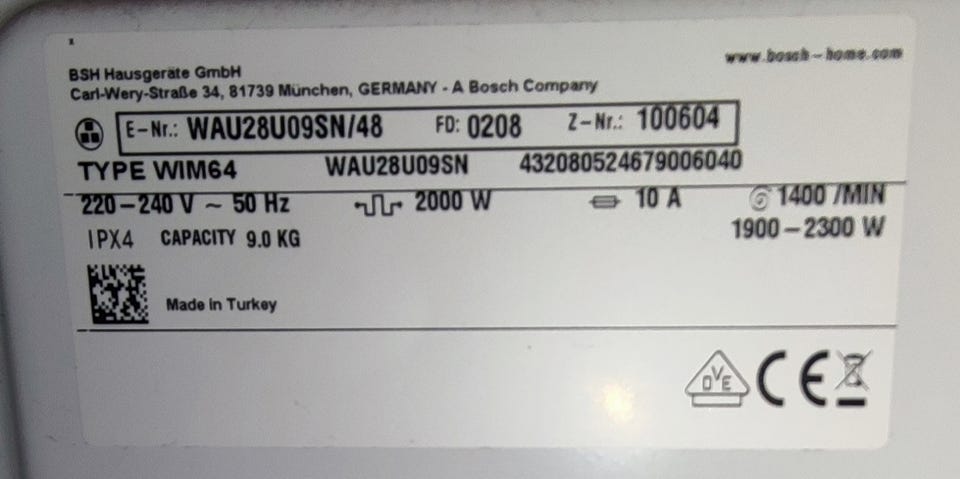 www.bosch-home.com
BSH Hausgeräte GmbH
Carl-Wery-Straße 34, 81739 München, GERMANY - A Bosch Company
E-Nr.: WAU28U09SN/48 FD: 0208 Z-Nr.: 100604
TYPE WIM64 WAU28U09SN 432080524679006040
220-240 V ~ 50 Hz 2000 W 10 A 1400 /MIN
IPX4 CAPACITY 9.0 KG 1900-2300 W
Made in Turkey
OVE CE